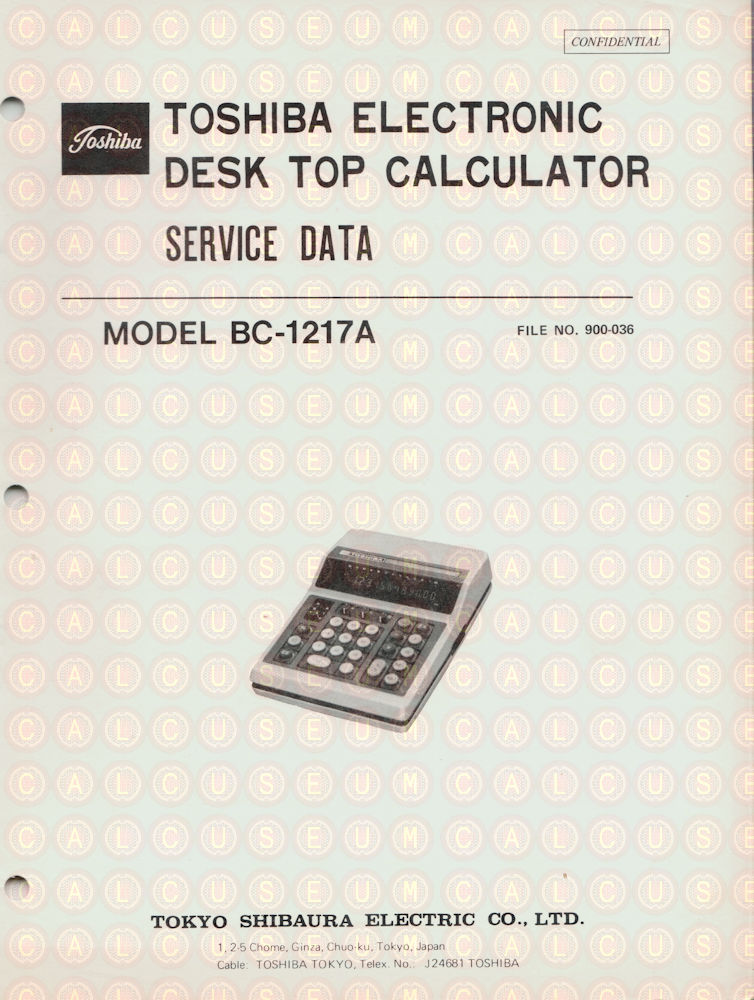 CONFIDENTIAL
Toshiba
TOSHIBA ELECTRONIC
DESK TOP CALCULATOR
SERVICE DATA
MODEL BC-1217A
FILE NO. 900-036
TOKYO SHIBAURA ELECTRIC CO., LTD.
1, 2-5 Chome, Ginza, Chuo-ku, Tokyo, Japan
Cable: TOSHIBA TOKYO, Telex. No.: J24681 TOSHIBA
CALCUSEUM